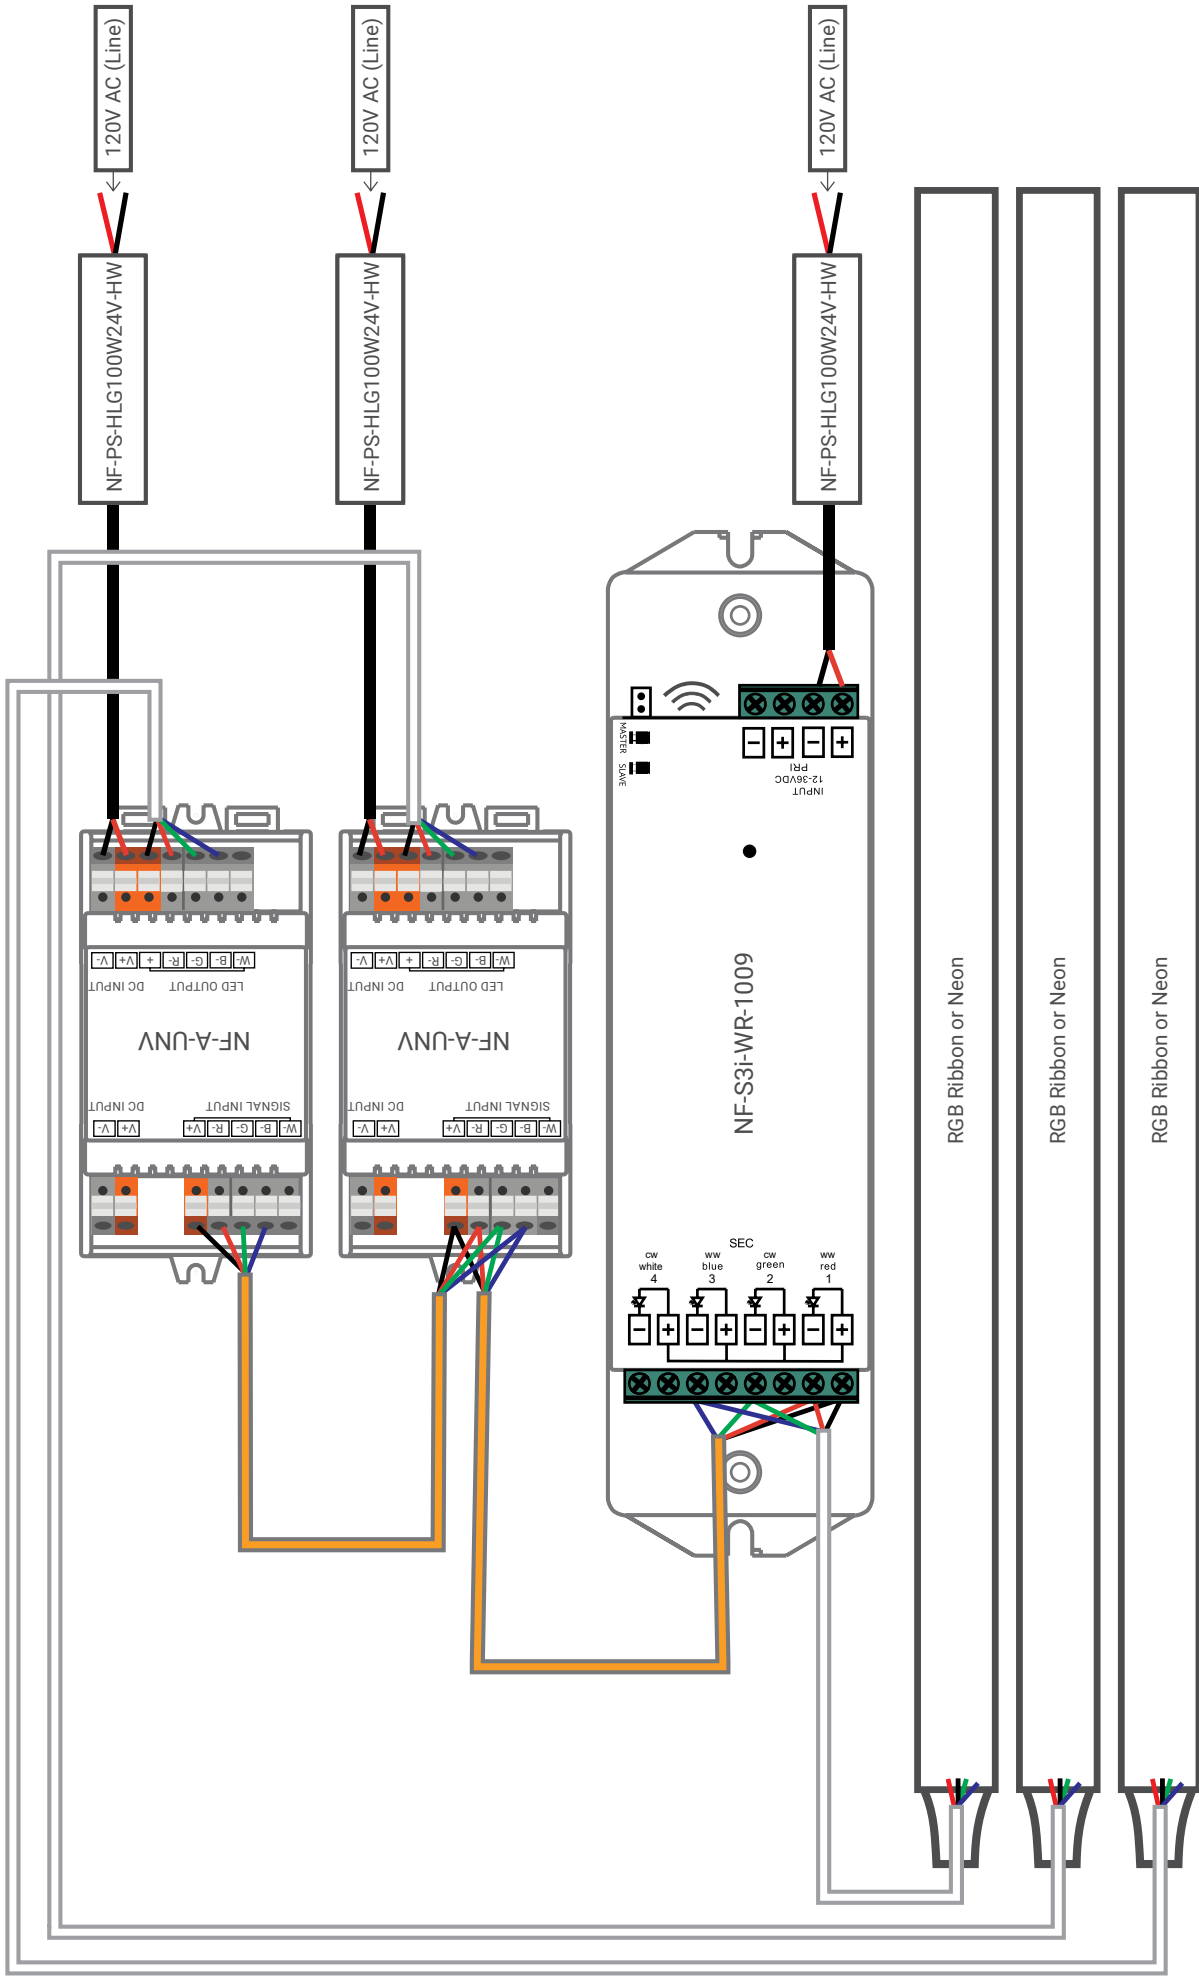 120V AC (Line)
120V AC (Line)
120V AC (Line)
NF-PS-HLG100W24V-HW
NF-PS-HLG100W24V-HW
NF-PS-HLG100W24V-HW
MASTER
SLAVE
− + − +
PRI
12-36VDC
INPUT
V- V+ + R- G- B- W-
DC INPUT LED OUTPUT
NF-A-UNV
DC INPUT SIGNAL INPUT
V- V+ V+ R- G- B- W-
V- V+ + R- G- B- W-
DC INPUT LED OUTPUT
NF-A-UNV
DC INPUT SIGNAL INPUT
V- V+ V+ R- G- B- W-
NF-S3i-WR-1009
SEC
cw ww cw ww
white blue green red
4 3 2 1
− + − + − + − +
RGB Ribbon or Neon
RGB Ribbon or Neon
RGB Ribbon or Neon